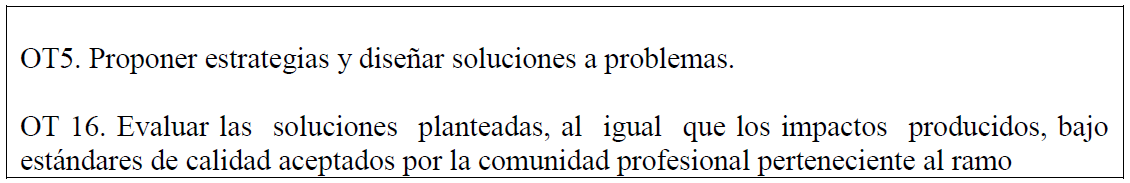 OT5. Proponer estrategias y diseñar soluciones a problemas.
OT 16. Evaluar las soluciones planteadas, al igual que los impactos producidos, bajo
estándares de calidad aceptados por la comunidad profesional perteneciente al ramo